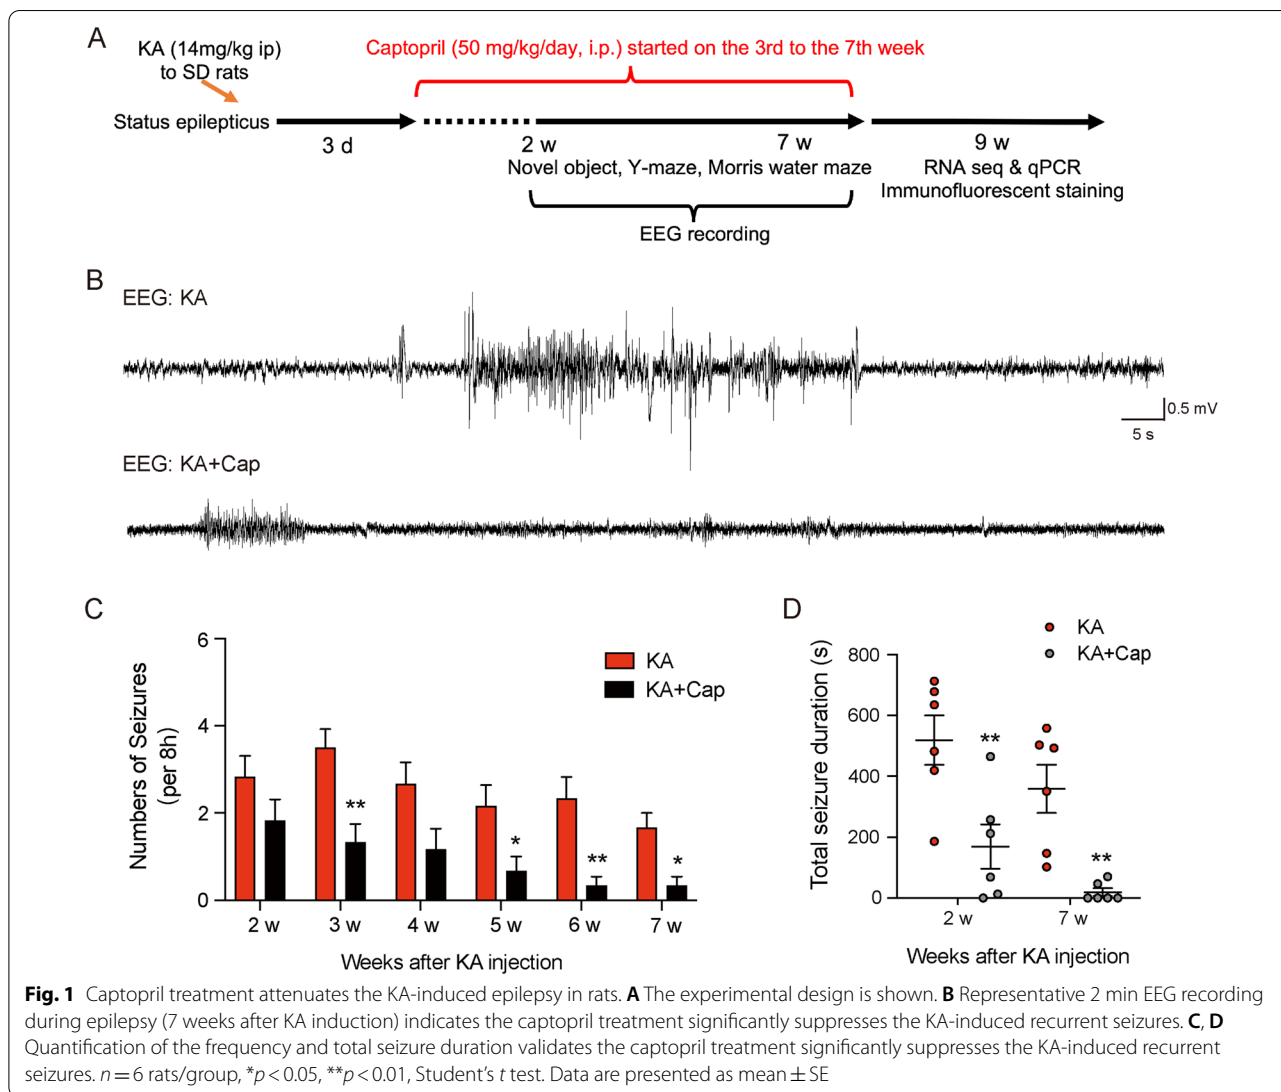 A
KA (14mg/kg ip)
to SD rats
Captopril (50 mg/kg/day, i.p.) started on the 3rd to the 7th week
Status epilepticus
3 d
2 w
7 w
9 w
Novel object, Y-maze, Morris water maze
RNA seq & qPCR
Immunofluorescent staining
EEG recording
B
EEG: KA
0.5 mV
5 s
EEG: KA+Cap
C
Numbers of Seizures
(per 8h)
6
4
2
0
KA
KA+Cap
**
*
**
*
2 w
3 w
4 w
5 w
6 w
7 w
Weeks after KA injection
D
KA
KA+Cap
Total seizure duration (s)
800
600
400
200
0
**
**
2 w
7 w
Weeks after KA injection
Fig. 1 Captopril treatment attenuates the KA-induced epilepsy in rats. A The experimental design is shown. B Representative 2 min EEG recording
during epilepsy (7 weeks after KA induction) indicates the captopril treatment significantly suppresses the KA-induced recurrent seizures. C, D
Quantification of the frequency and total seizure duration validates the captopril treatment significantly suppresses the KA-induced recurrent
seizures. n = 6 rats/group, *p < 0.05, **p < 0.01, Student's t test. Data are presented as mean ± SE